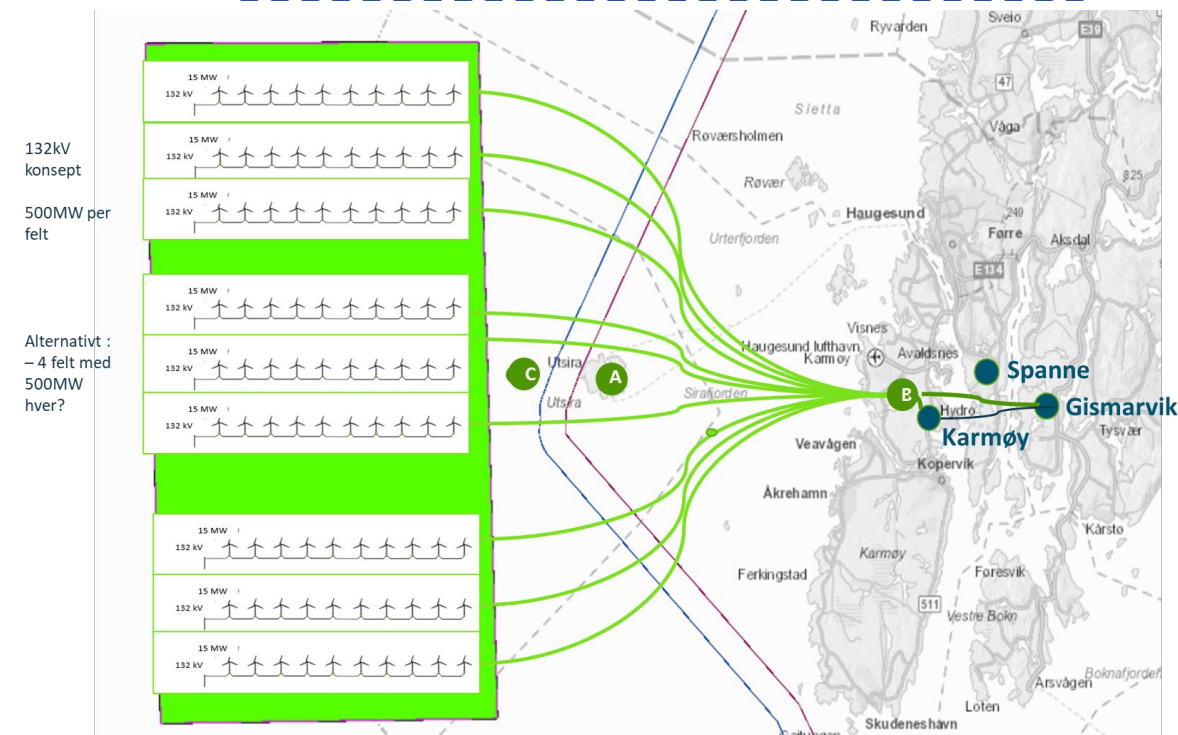 132kV
konsept
500MW per
felt
Alternativt :
– 4 felt med
500MW
hver?
15 MW
132 kV
15 MW
132 kV
15 MW
132 kV
15 MW
132 kV
15 MW
132 kV
15 MW
132 kV
15 MW
132 kV
15 MW
132 kV
15 MW
132 kV
Ryvarden
Sveio
E39
47
Sletta
Våga
Røværsholmen
825
Røvær
Haugesund
240
Førre
Urterfjorden
Aksdal
E134
Visnes
Haugesund lufthavn,
Karmøy
Avaldsnes
C
Utsira
A
Spanne
Utsira
Sirafjorden
B
Hydro
Gismarvik
Karmøy
Tysvær
Veavågen
Kopervik
Åkrehamn
Kårstø
Karmøy
Ferkingstad
Føresvik
511
Vestre Bokn
Boknafjorden
Arsvågen
Loten
Skudeneshavn